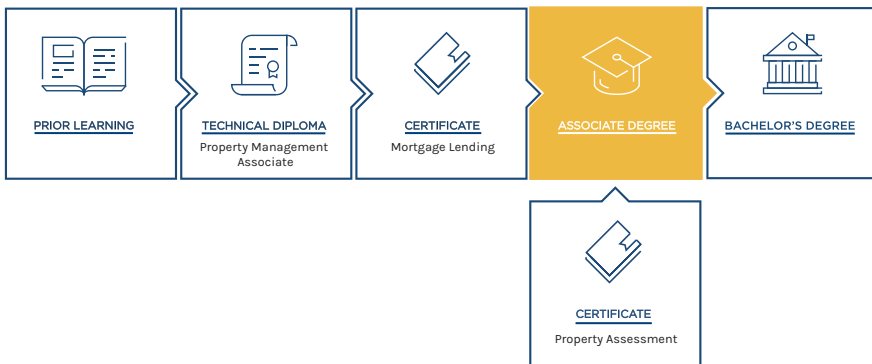 PRIOR LEARNING
TECHNICAL DIPLOMA
Property Management
Associate
CERTIFICATE
Mortgage Lending
ASSOCIATE DEGREE
BACHELOR'S DEGREE
CERTIFICATE
Property Assessment